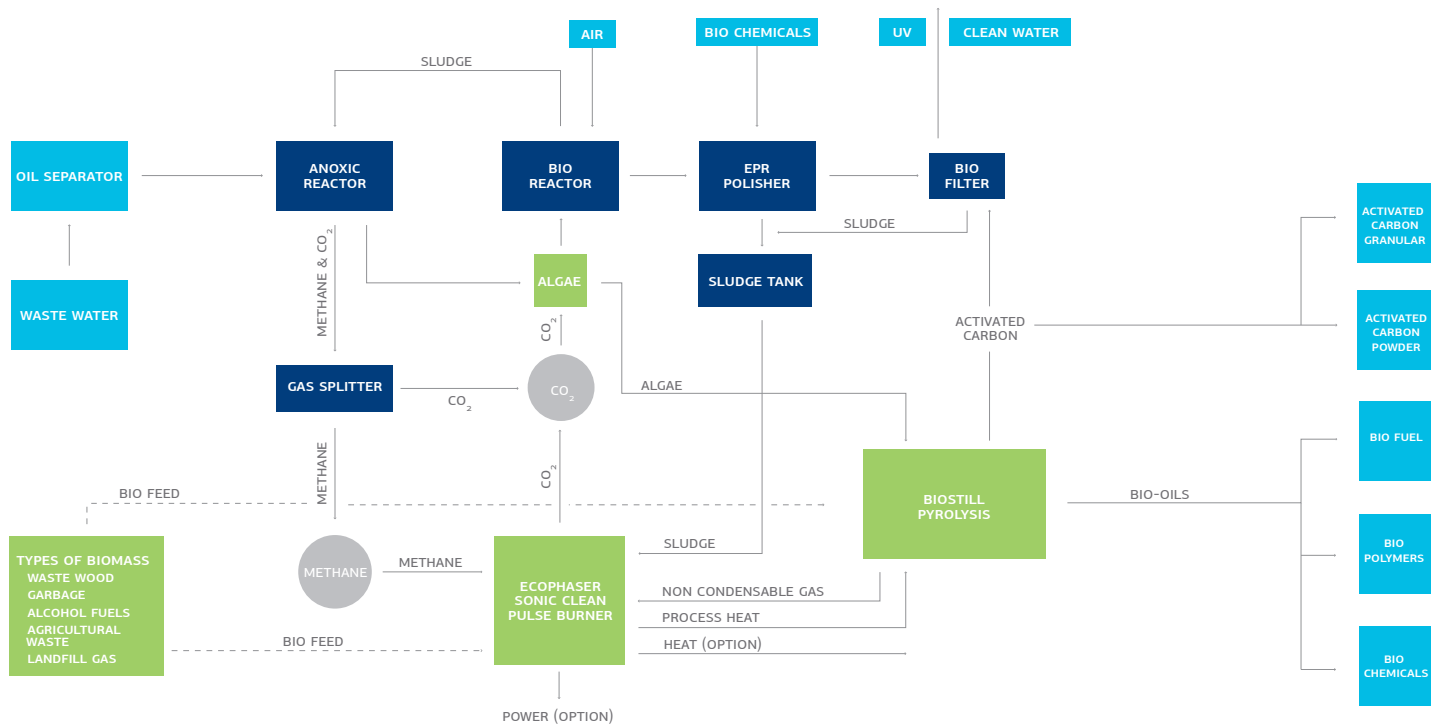 AIR
BIO CHEMICALS
UV
CLEAN WATER
SLUDGE
OIL SEPARATOR
ANOXIC
REACTOR
BIO
REACTOR
EPR
POLISHER
BIO
FILTER
SLUDGE
ACTIVATED
CARBON
GRANULAR
METHANE & CO₂
ALGAE
SLUDGE TANK
WASTE WATER
CO₂
ACTIVATED
CARBON
ACTIVATED
CARBON
POWDER
GAS SPLITTER
CO₂
CO₂
ALGAE
BIO FUEL
METHANE
CO₂
BIO FEED
BIOSTILL
PYROLYSIS
BIO-OILS
TYPES OF BIOMASS
WASTE WOOD
GARBAGE
ALCOHOL FUELS
AGRICULTURAL
WASTE
LANDFILL GAS
METHANE
METHANE
ECOPHASER
SONIC CLEAN
PULSE BURNER
SLUDGE
NON CONDENSABLE GAS
PROCESS HEAT
HEAT (OPTION)
BIO
POLYMERS
BIO FEED
BIO
CHEMICALS
POWER (OPTION)